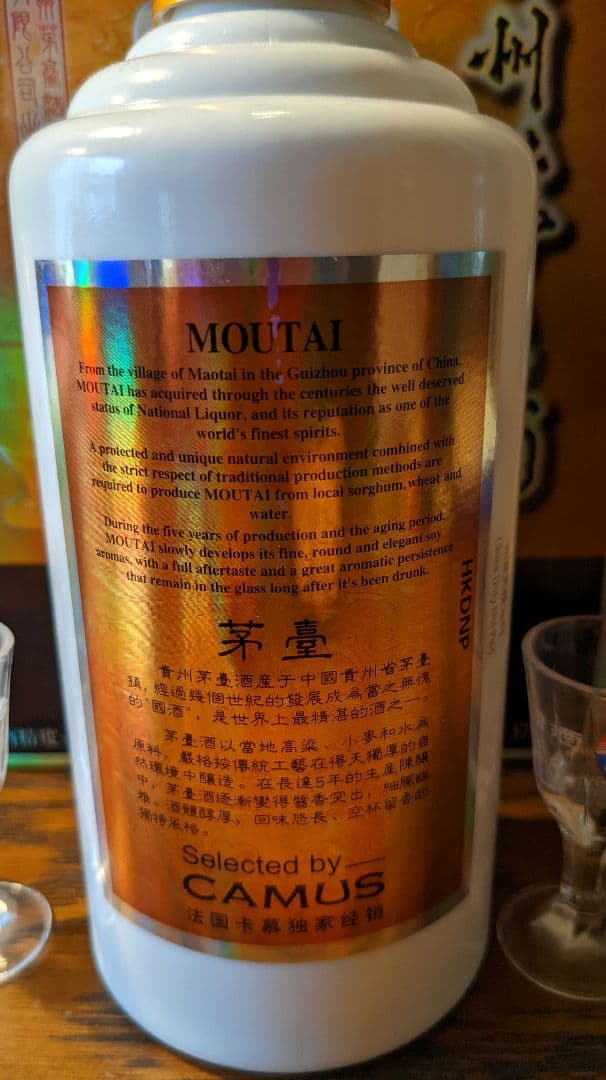 MOUTAI
From the village of Maotai in the Guizhou province of China,
MOUTAI has acquired through the centuries the well deserved
status of National Liquor, and its reputation as one of the
world's finest spirits.
A protected and unique natural environment combined with
the strict respect of traditional production methods are
required to produce MOUTAI from local sorghum, wheat and
water.
During the five years of production and the aging period,
MOUTAI slowly develops its fine, round and elegant soy
aromas, with a full aftertaste and a great aromatic persistence
that remain in the glass long after it's been drunk.
HKDNP
茅臺
貴州茅臺酒産于中國貴州省茅臺
鎮，經過幾個世紀的發展成為當之無愧
的"國酒"，是世界上最精湛的酒之一。
茅臺酒以當地高粱、小麥和水為
原料，嚴格按傳統工藝在得天獨厚的自
然環境中釀造。在長達5年的生産陳釀
中，茅臺酒逐漸變得醬香突出，細膩幽
雅。酒體醇厚，回味悠長、空杯留香的
獨特風格。
Selected by
CAMUS
法国卡慕独家经销
州
酒